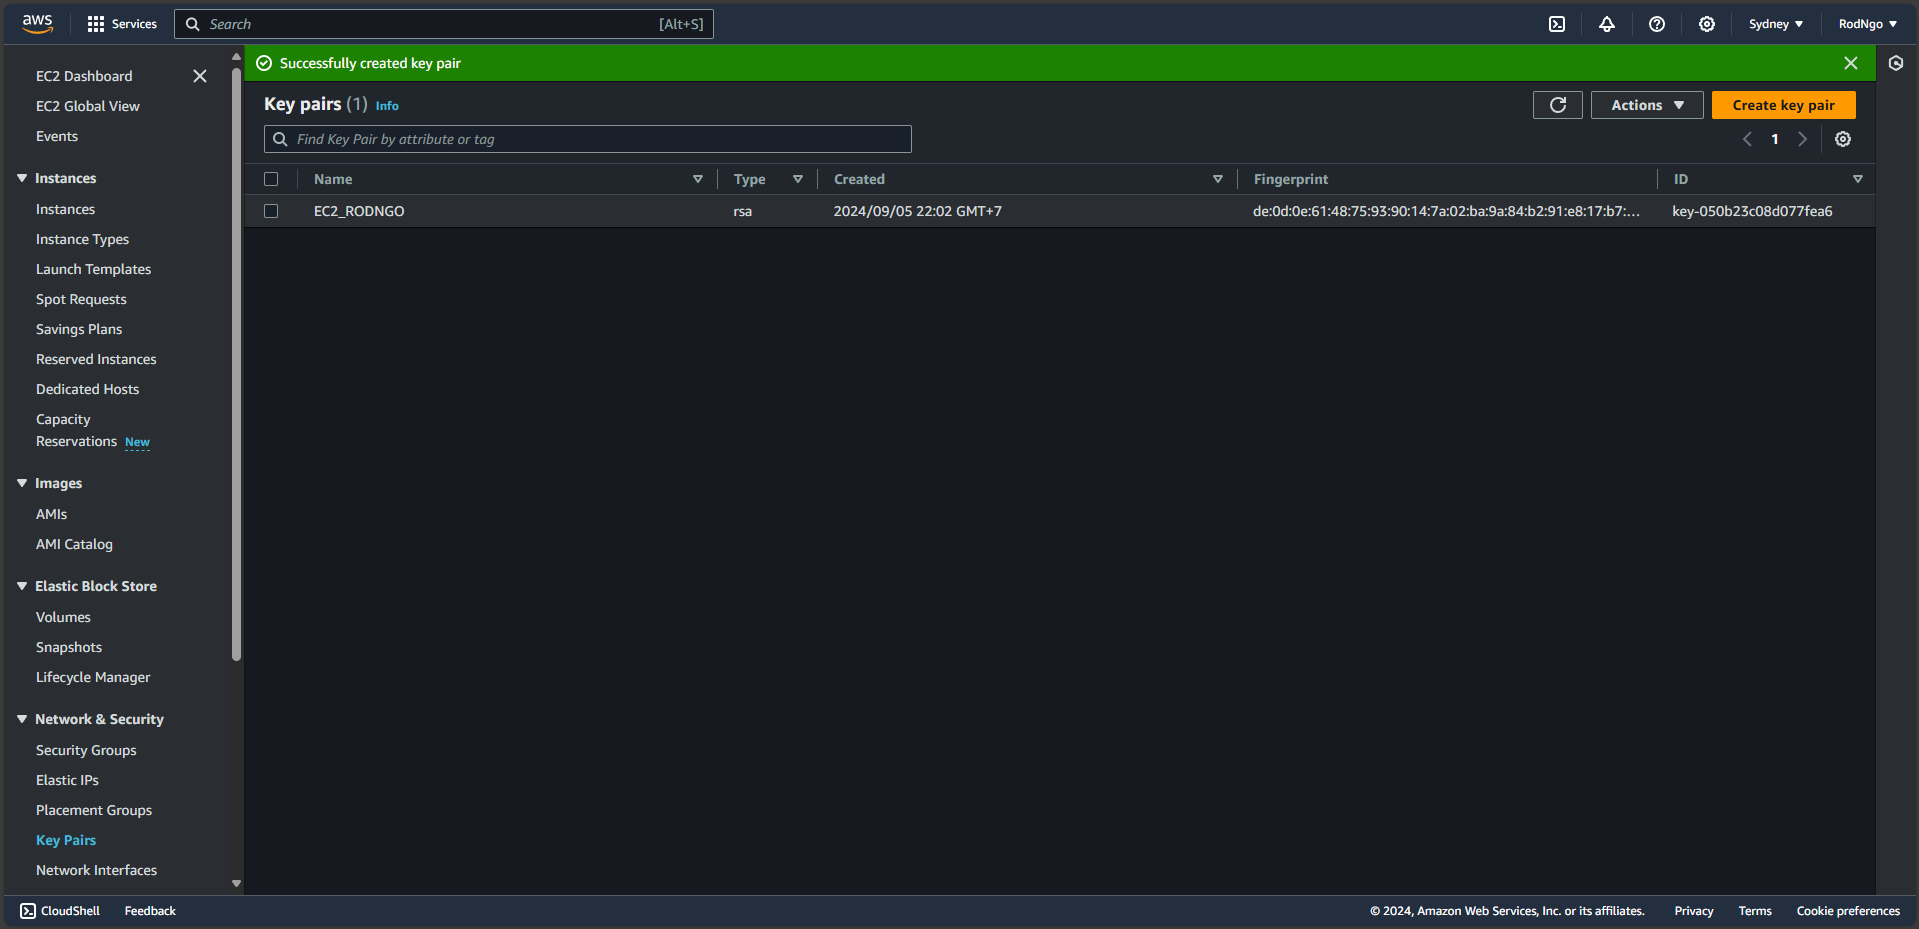 aws Services Search [Alt+S] Sydney RodNgo
EC2 Dashboard
EC2 Global View
Events
Instances
Instances
Instance Types
Launch Templates
Spot Requests
Savings Plans
Reserved Instances
Dedicated Hosts
Capacity
Reservations New
Images
AMIs
AMI Catalog
Elastic Block Store
Volumes
Snapshots
Lifecycle Manager
Network & Security
Security Groups
Elastic IPs
Placement Groups
Key Pairs
Network Interfaces
Successfully created key pair
Key pairs (1) Info Actions Create key pair
Find Key Pair by attribute or tag 1
Name Type Created Fingerprint ID
EC2_RODNGO rsa 2024/09/05 22:02 GMT+7 de:0d:0e:61:48:75:93:90:14:7a:02:ba:9a:84:b2:91:e8:17:b7:... key-050b23c08d077fea6
CloudShell Feedback © 2024, Amazon Web Services, Inc. or its affiliates. Privacy Terms Cookie preferences